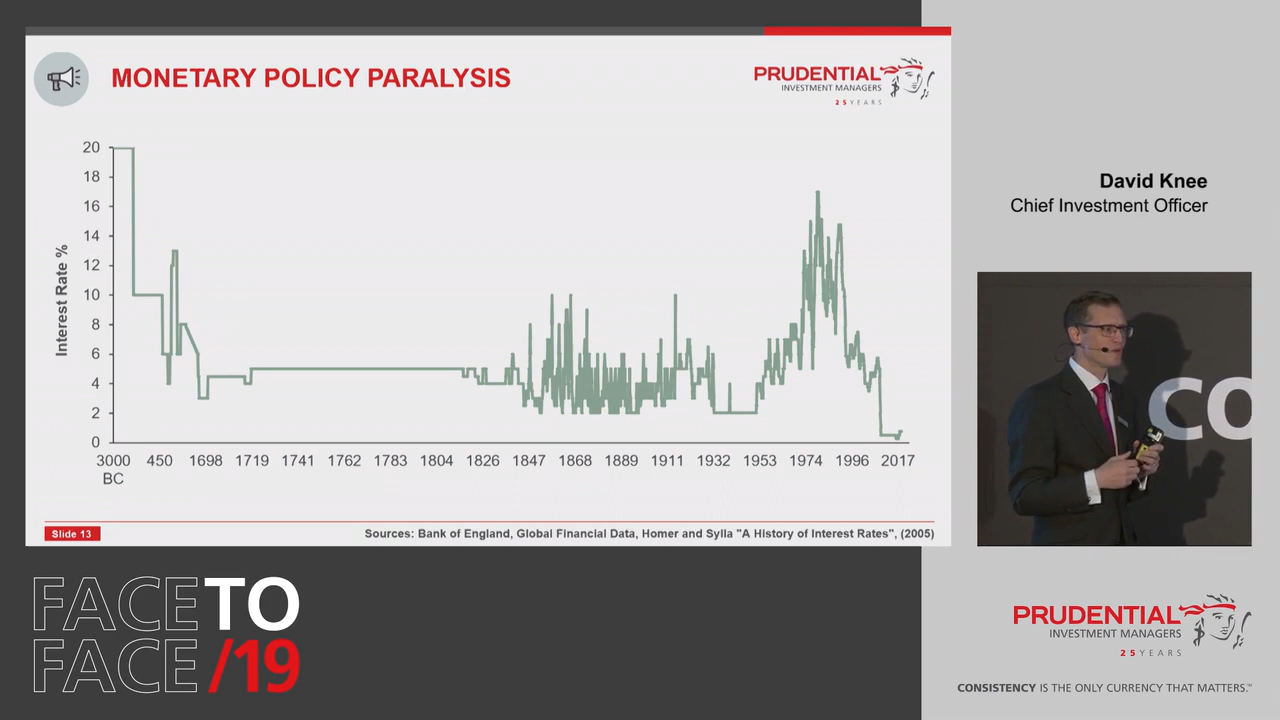 MONETARY POLICY PARALYSIS
PRUDENTIAL
INVESTMENT MANAGERS
25 YEARS
20
18
16
14
12
10
8
6
4
2
0
Interest Rate %
3000 BC 450 1698 1719 1741 1762 1783 1804 1826 1847 1868 1889 1911 1932 1953 1974 1996 2017
Slide 13
Sources: Bank of England, Global Financial Data, Homer and Sylla "A History of Interest Rates", (2005)
David Knee
Chief Investment Officer
CO
FACE TO
FACE /19
PRUDENTIAL
INVESTMENT MANAGERS
25 YEARS
CONSISTENCY IS THE ONLY CURRENCY THAT MATTERS.™